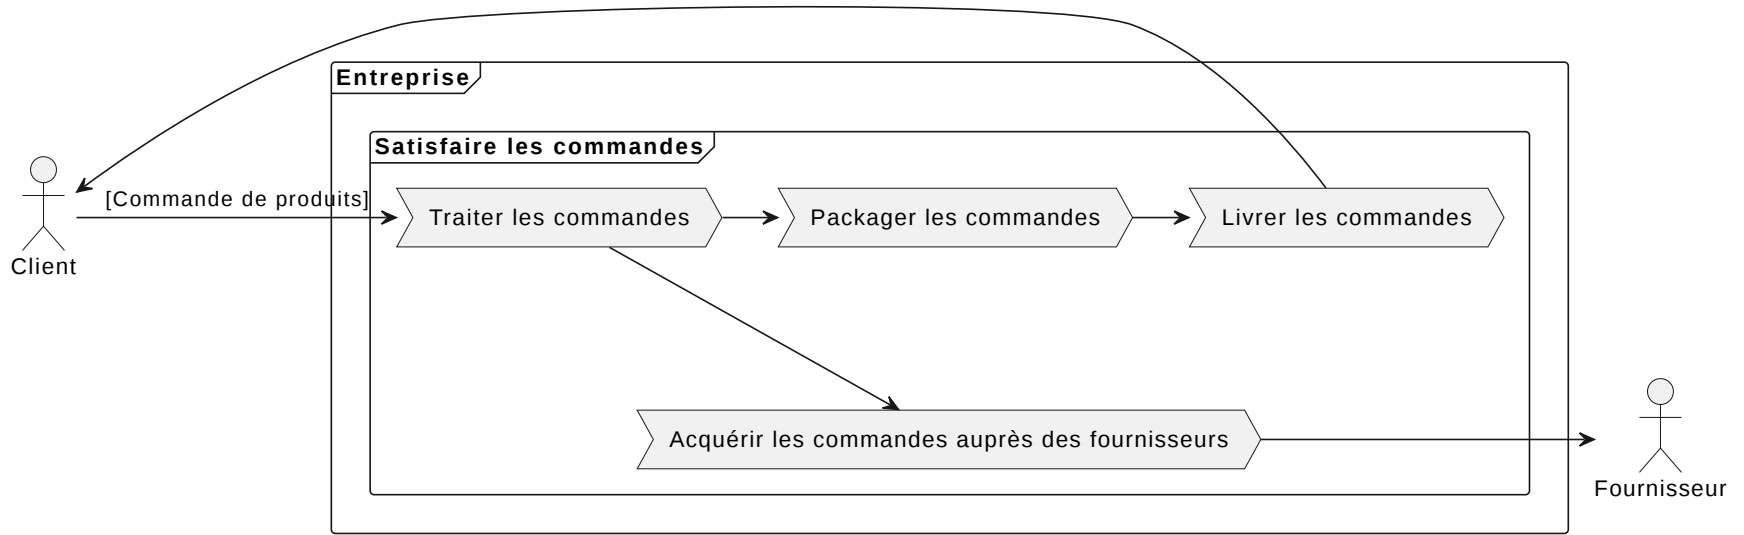 Entreprise
Satisfaire les commandes
[Commande de produits]
Traiter les commandes
Packager les commandes
Livrer les commandes
Client
Acquérir les commandes auprès des fournisseurs
Fournisseur